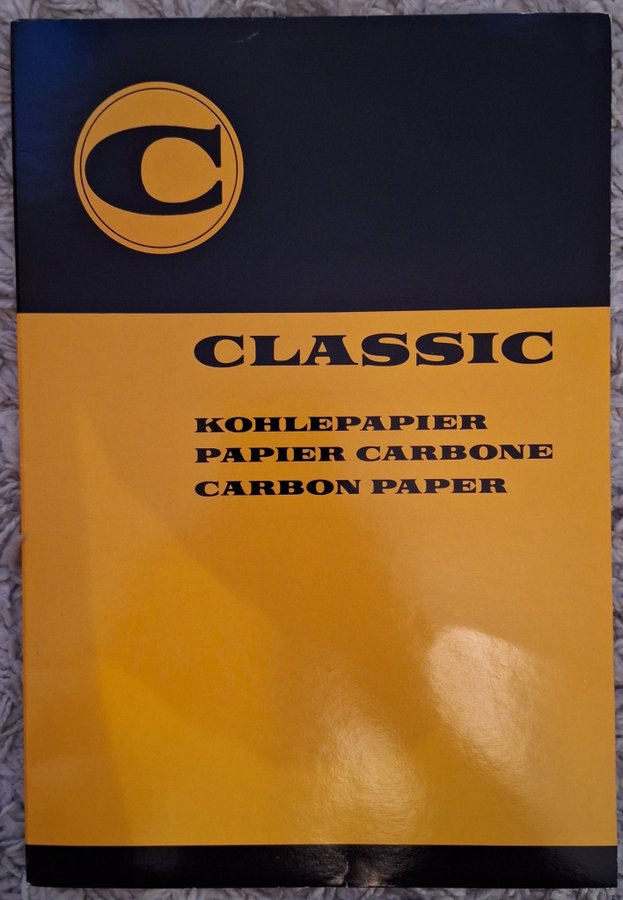 C
CLASSIC
KOHLEPAPIER
PAPIER CARBONE
CARBON PAPER